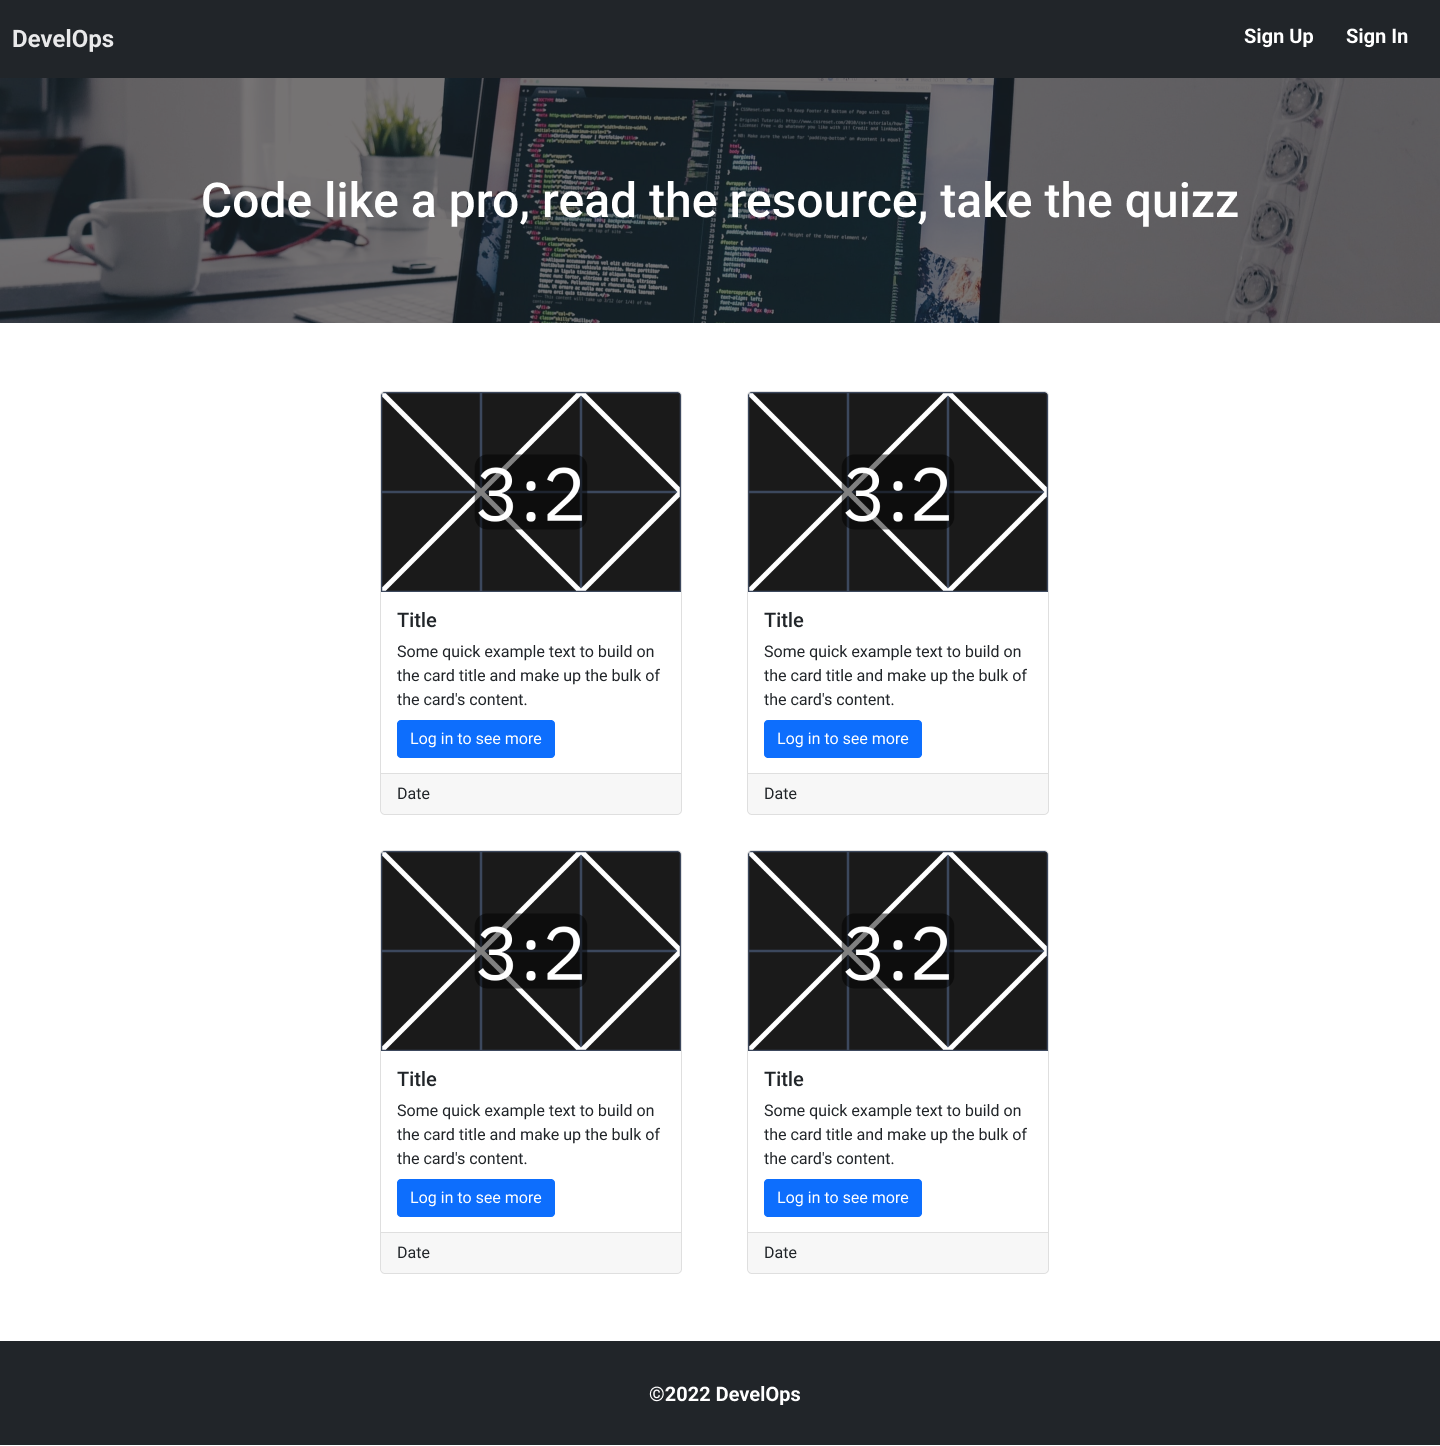 DevelOps
Sign Up
Sign In
Code like a pro, read the resource, take the quizz
3:2
3:2
Title
Some quick example text to build on
the card title and make up the bulk of
the card's content.
Log in to see more
Date
Title
Some quick example text to build on
the card title and make up the bulk of
the card's content.
Log in to see more
Date
3:2
3:2
Title
Some quick example text to build on
the card title and make up the bulk of
the card's content.
Log in to see more
Date
Title
Some quick example text to build on
the card title and make up the bulk of
the card's content.
Log in to see more
Date
©2022 DevelOps